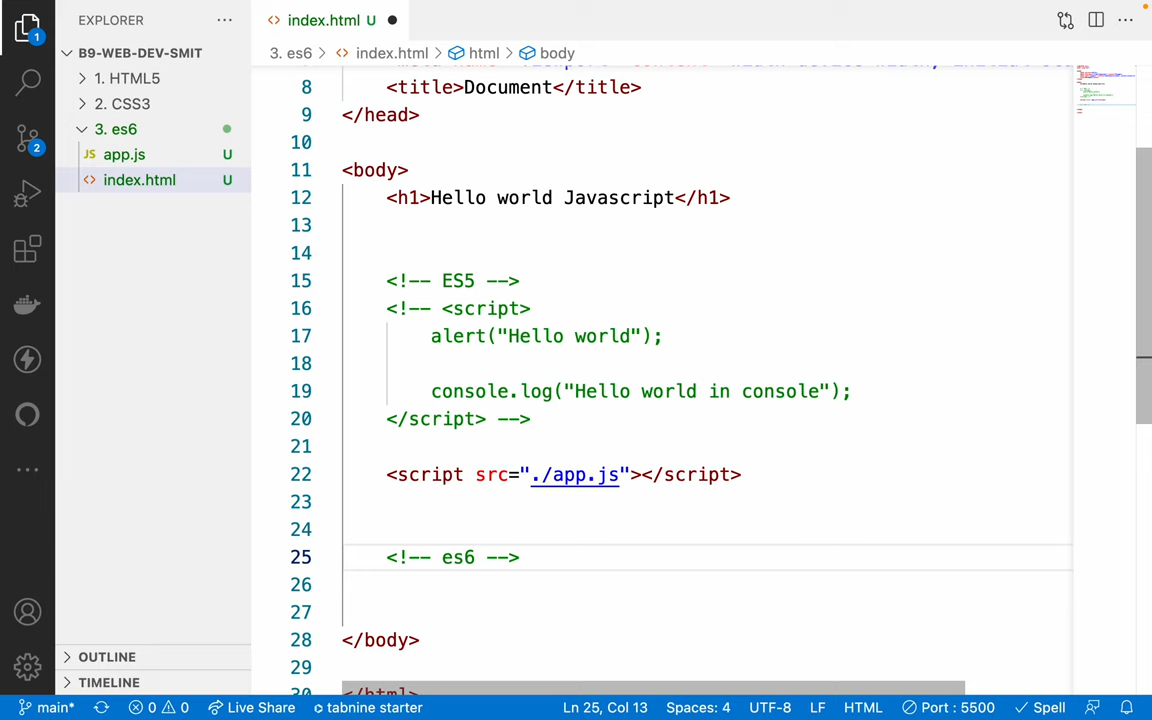 EXPLORER
index.html U
1
B9-WEB-DEV-SMIT
3. es6 > index.html > html > body
1. HTML5
2. CSS3
3. es6
JS app.js U
index.html U
2
8 <title>Document</title>
9 </head>
10
11 <body>
12 <h1>Hello world Javascript</h1>
13
14
15 <!-- ES5 -->
16 <!-- <script>
17 alert("Hello world");
18
19 console.log("Hello world in console");
20 </script> -->
21
22 <script src="./app.js"></script>
23
24
25 <!-- es6 -->
26
27
28 </body>
29
30 </html>
OUTLINE
TIMELINE
main* 0 0 Live Share tabnine starter Ln 25, Col 13 Spaces: 4 UTF-8 LF HTML Port : 5500 Spell